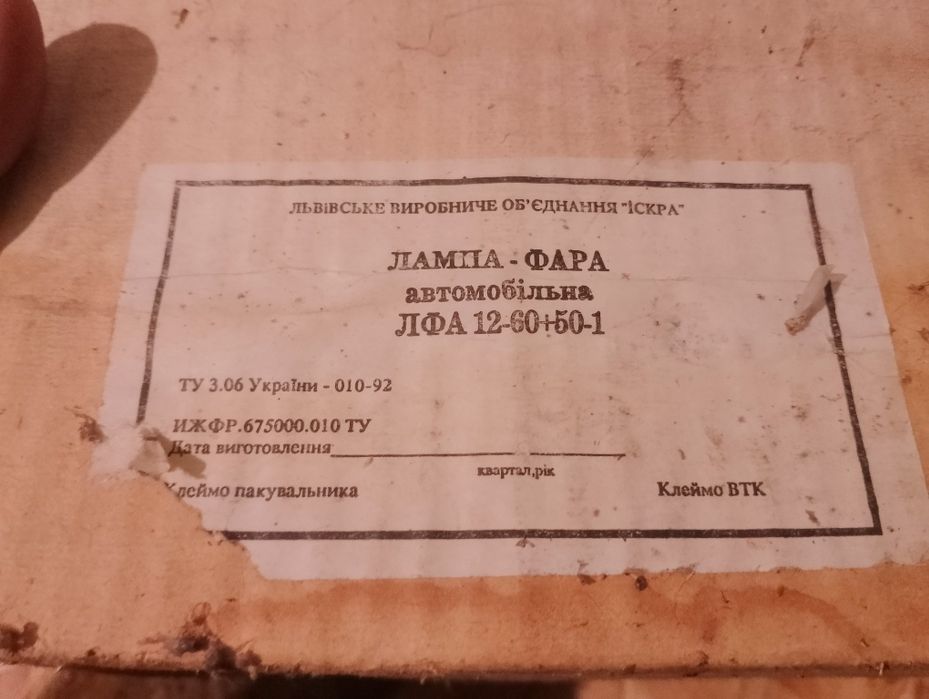 ЛЬВІВСЬКЕ ВИРОБНИЧЕ ОБ'ЄДНАННЯ "ІСКРА"
ЛАМПА - ФАРА
автомобільна
ЛФА 12-60+50-1
ТУ 3.06 України - 010-92
ИЖФР.675000.010 ТУ
Дата виготовлення
квартал,рік
Клеймо пакувальника Клеймо ВТК